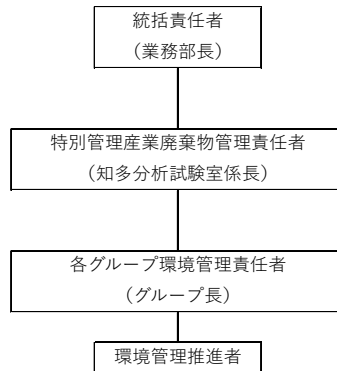 統括責任者
(業務部長)
特別管理産業廃棄物管理責任者
(知多分析試験室係長)
各グループ環境管理責任者
(グループ長)
環境管理推進者